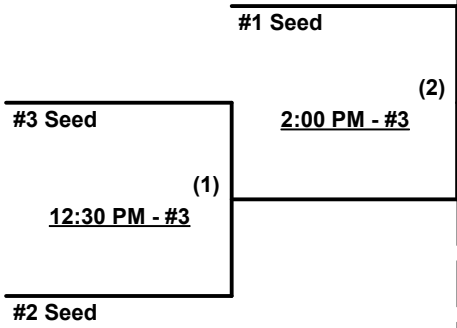 #1 Seed
(2)
#3 Seed
2:00 PM - #3
(1)
12:30 PM - #3
#2 Seed